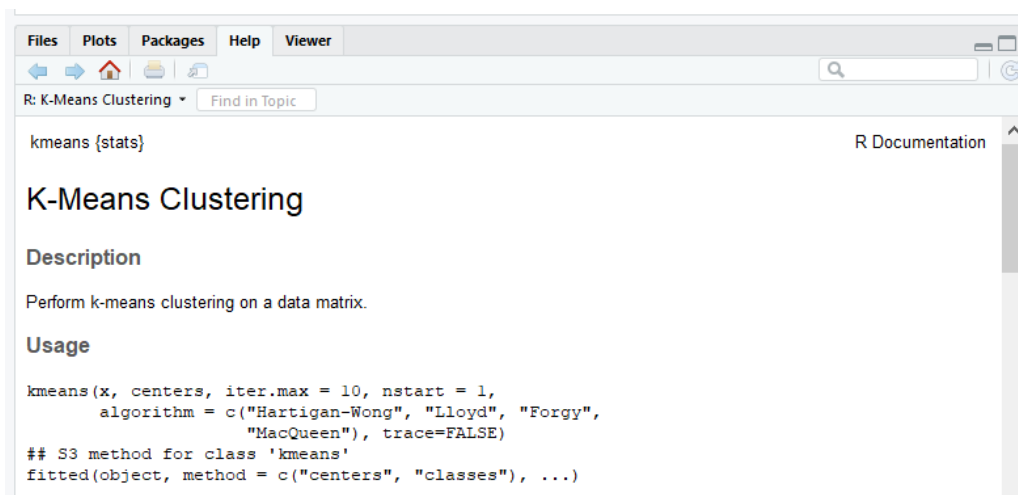 Files Plots Packages Help Viewer
R: K-Means Clustering Find in Topic
kmeans {stats} R Documentation
K-Means Clustering
Description
Perform k-means clustering on a data matrix.
Usage
kmeans(x, centers, iter.max = 10, nstart = 1,
algorithm = c("Hartigan-Wong", "Lloyd", "Forgy",
"MacQueen"), trace=FALSE)
## S3 method for class 'kmeans'
fitted(object, method = c("centers", "classes"), ...)